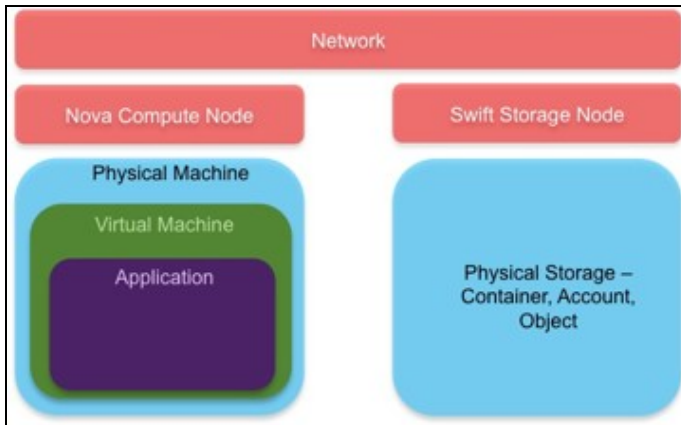 Network
Nova Compute Node
Swift Storage Node
Physical Machine
Virtual Machine
Application
Physical Storage –
Container, Account,
Object